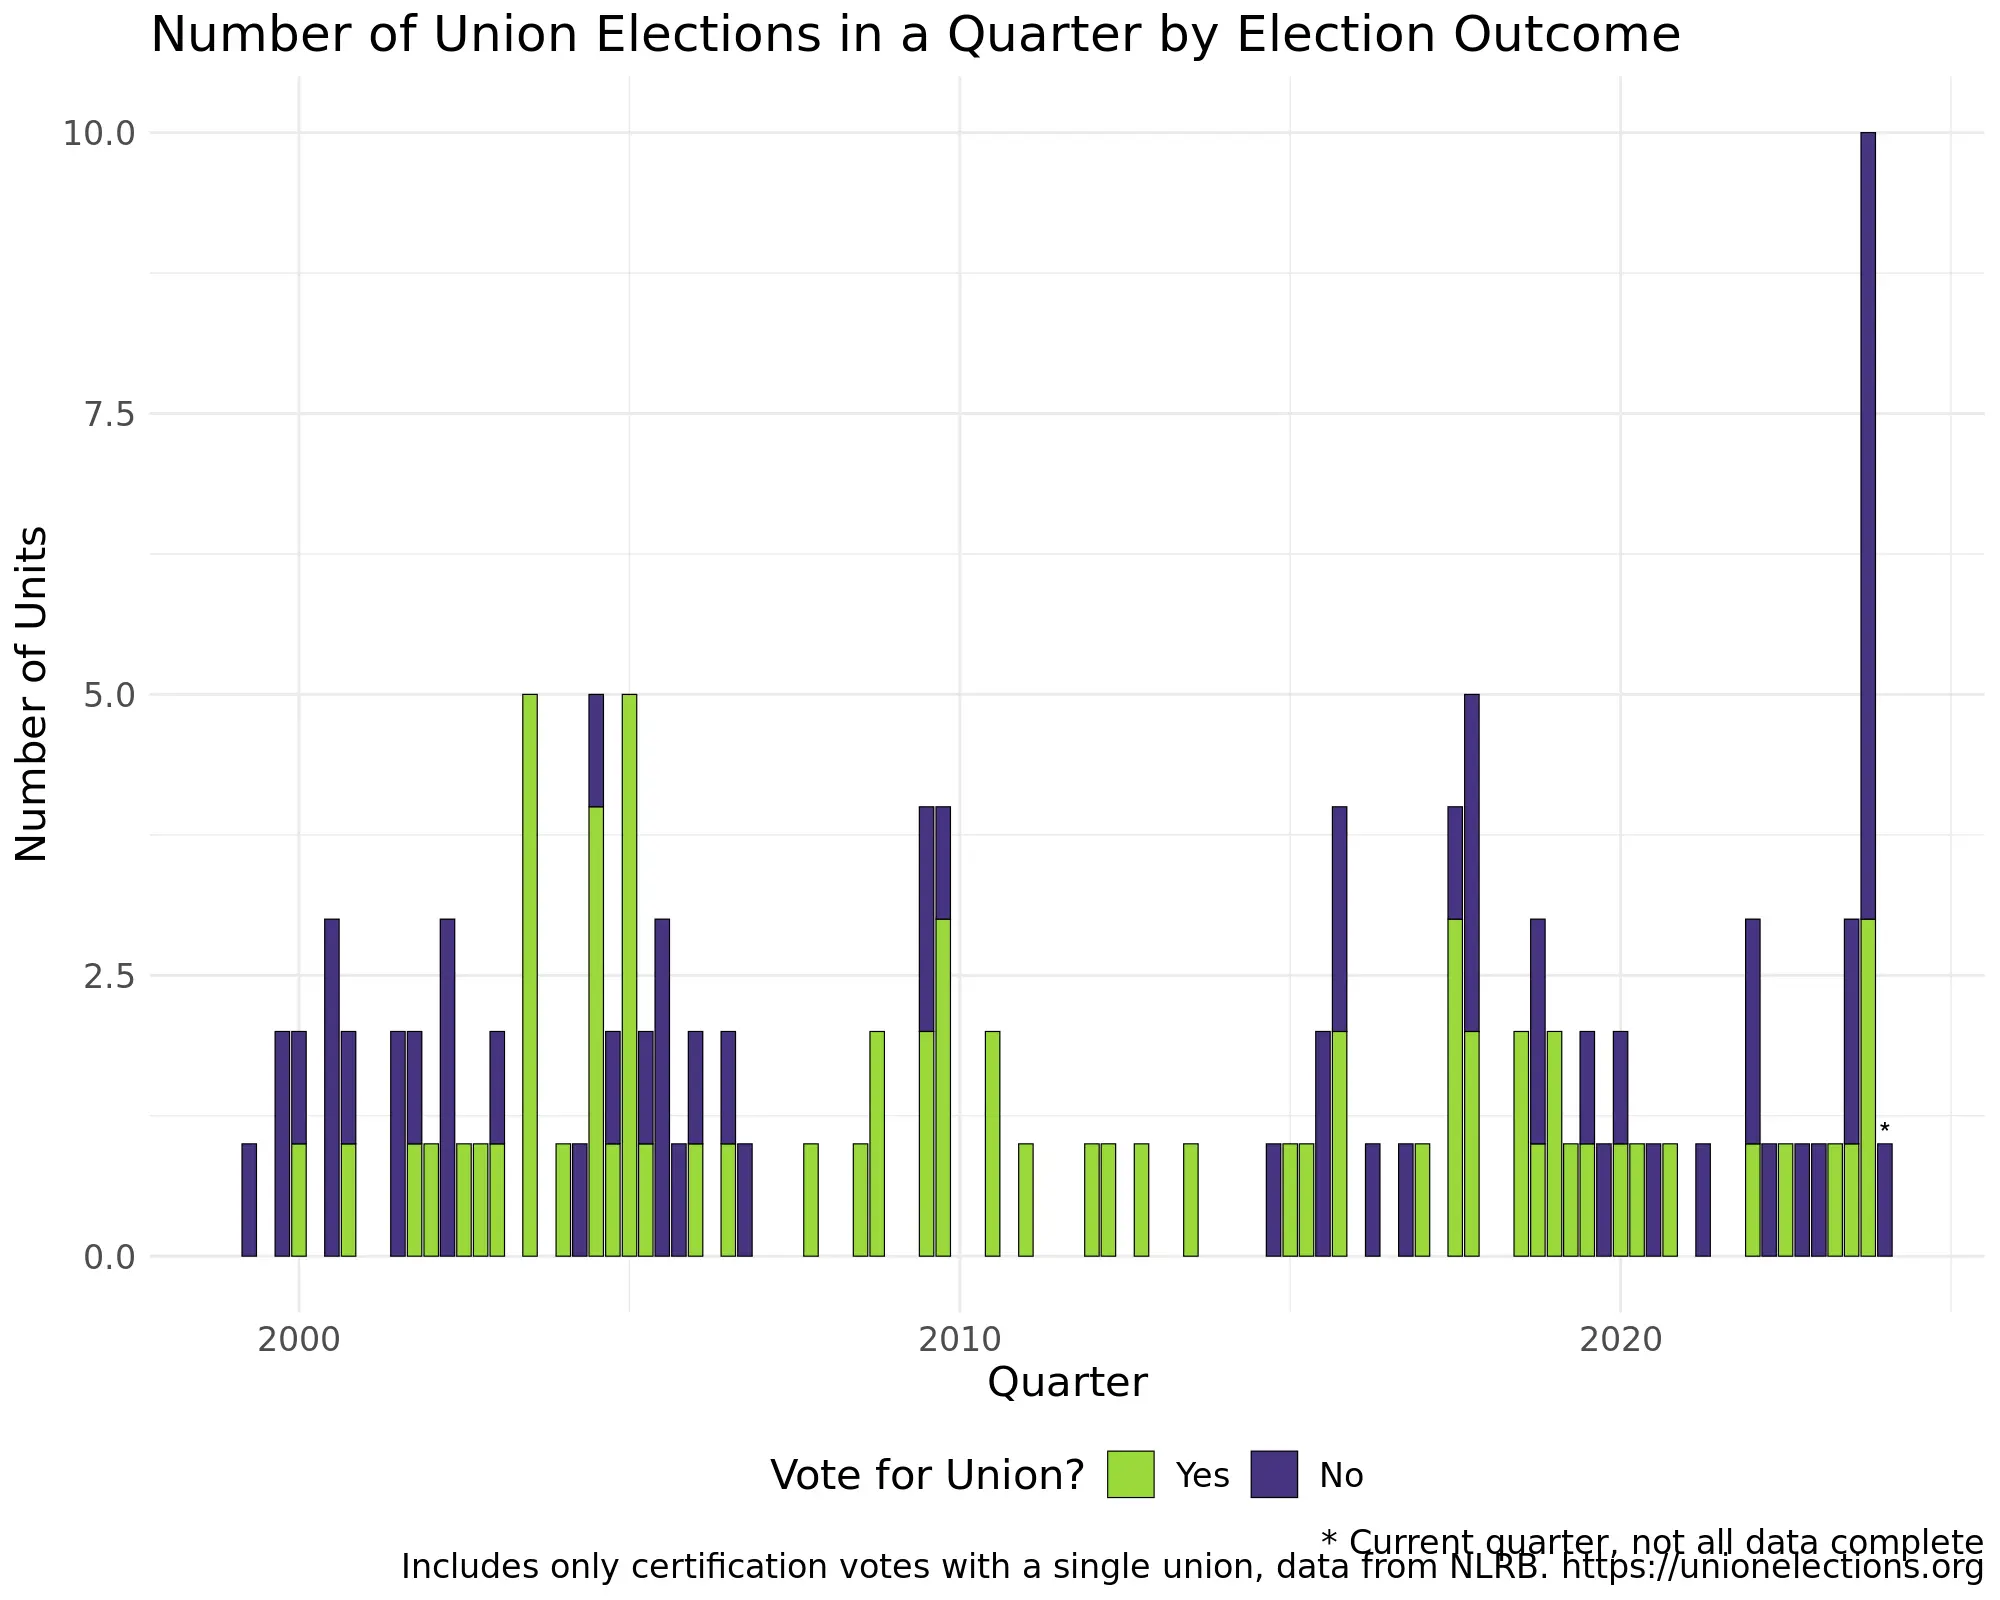 Number of Union Elections in a Quarter by Election Outcome
10.0
7.5
5.0
2.5
0.0
Number of Units
*
2000 2010 2020
Quarter
Vote for Union? Yes No
* Current quarter, not all data complete
Includes only certification votes with a single union, data from NLRB. https://unionelections.org